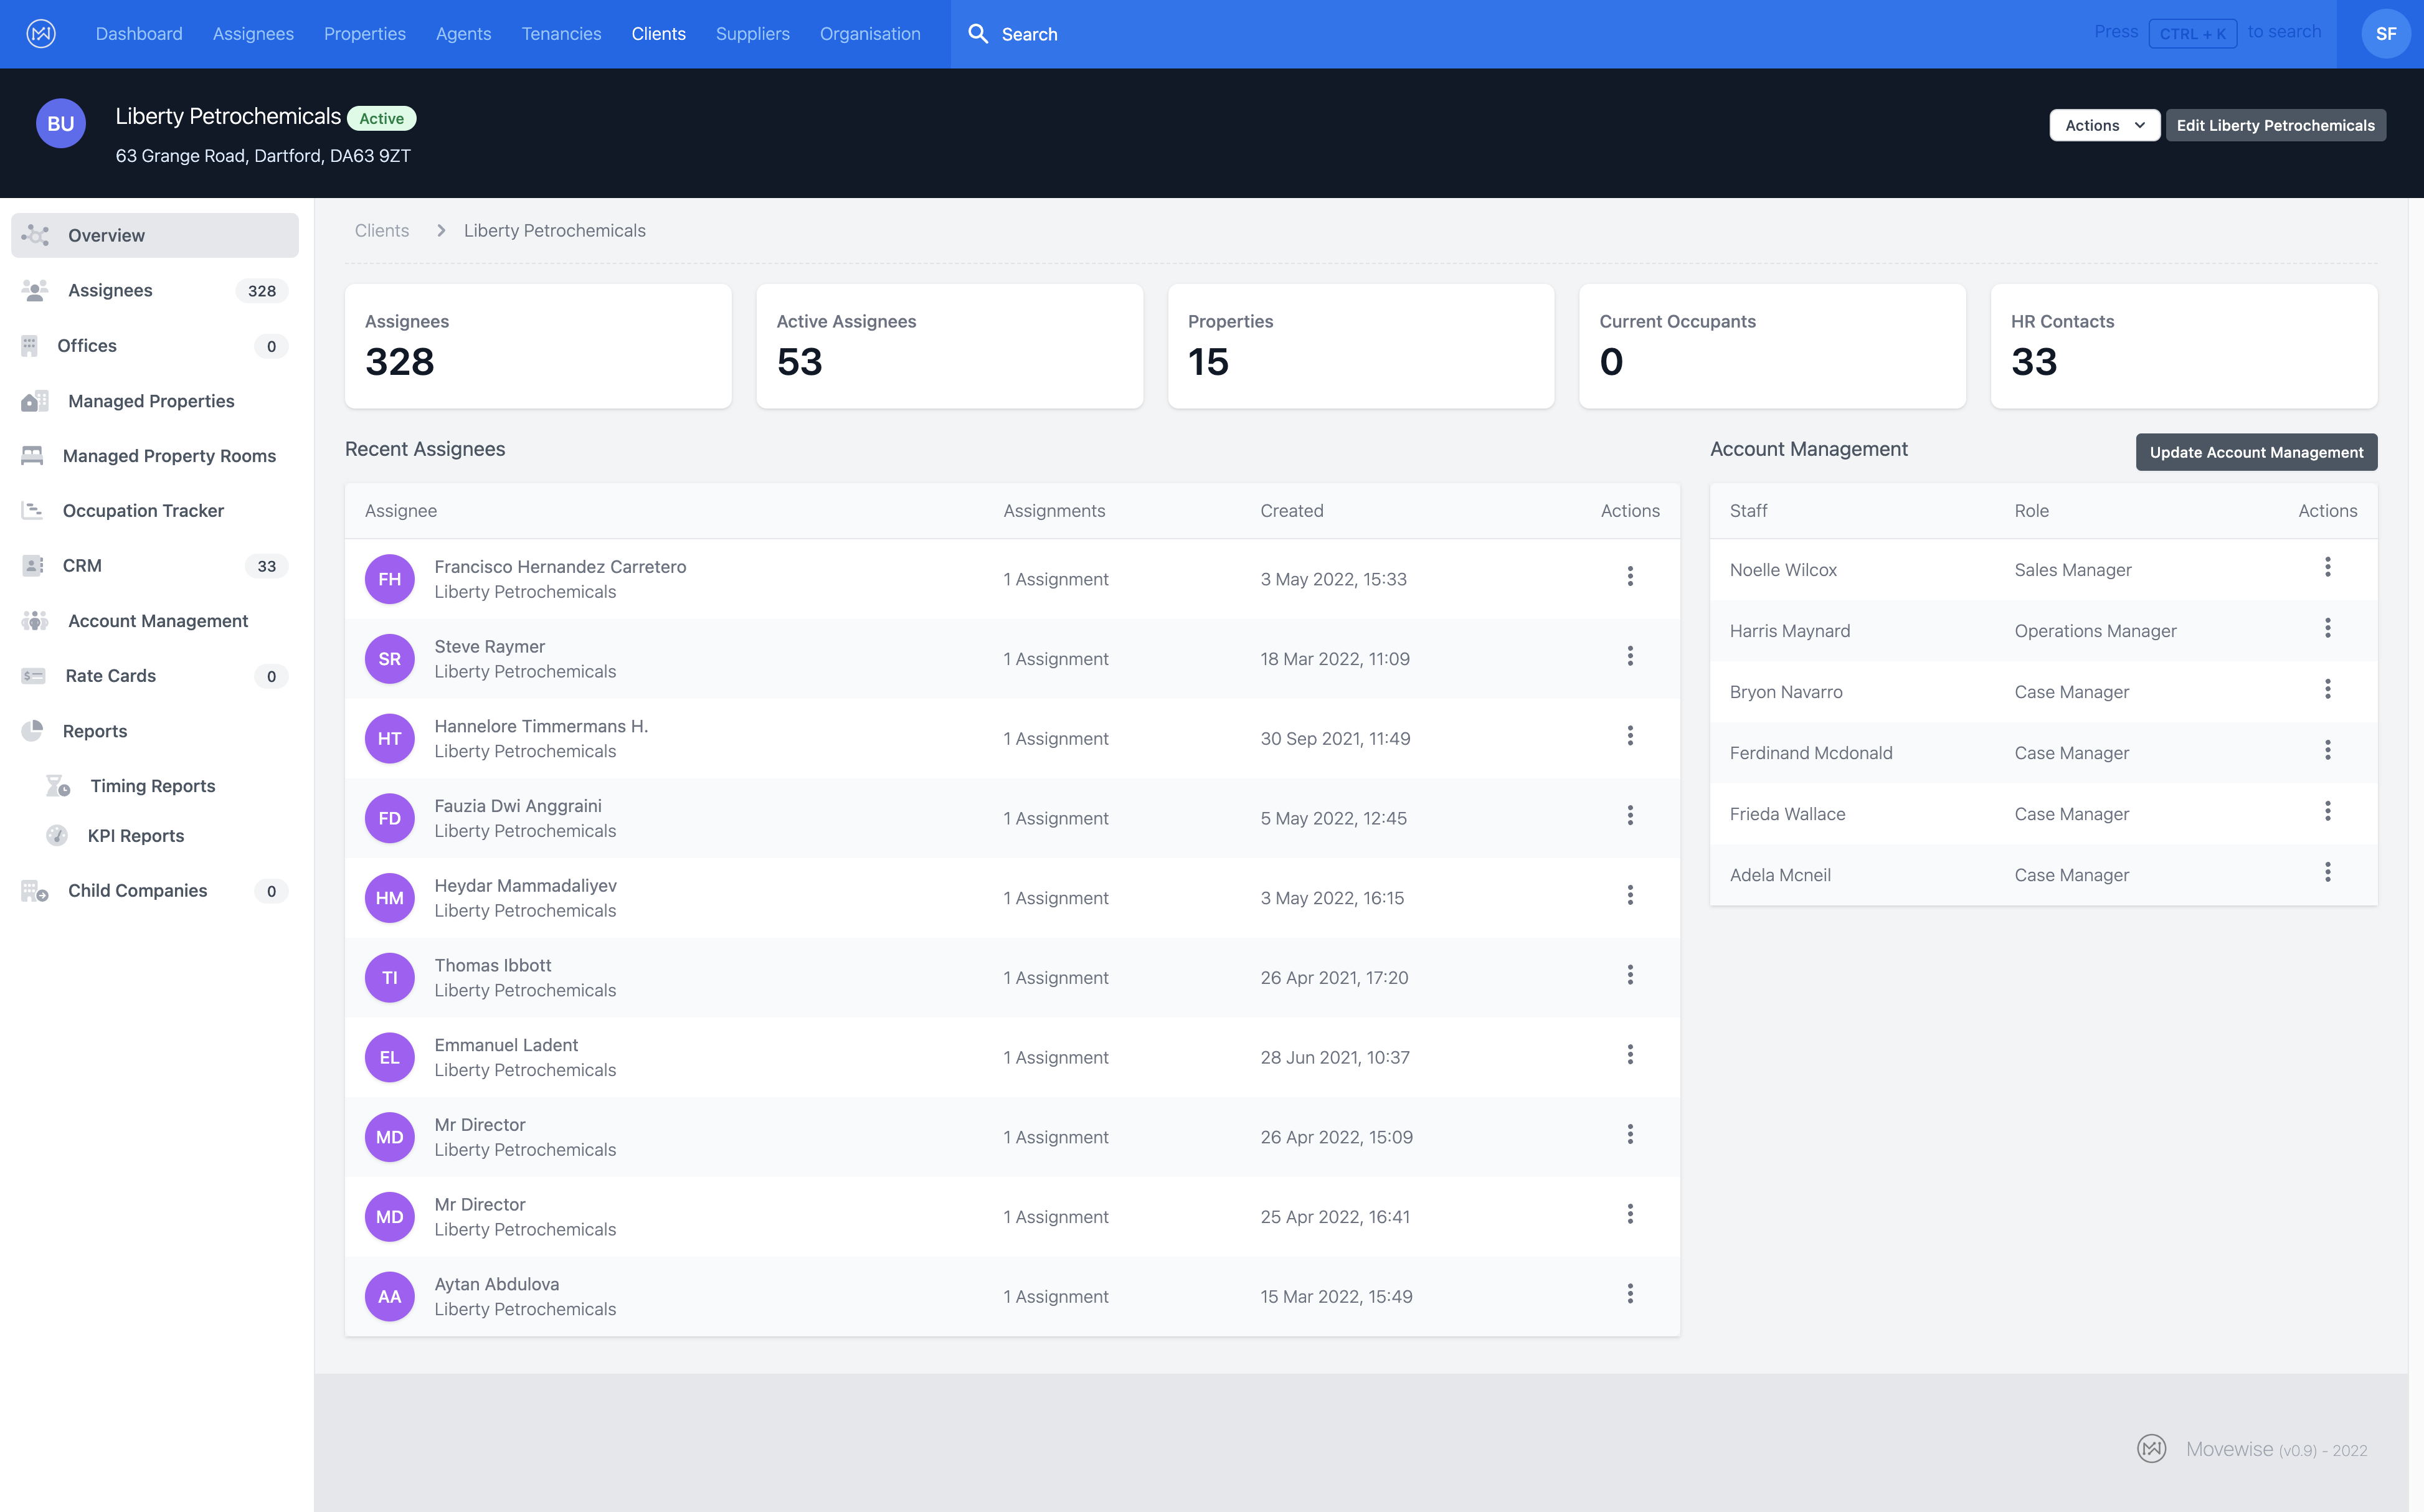 Dashboard Assignees Properties Agents Tenancies Clients Suppliers Organisation Search Press CTRL + K to search SF
BU Liberty Petrochemicals Active
63 Grange Road, Dartford, DA63 9ZT
Actions Edit Liberty Petrochemicals
Overview
Assignees 328
Offices 0
Managed Properties
Managed Property Rooms
Occupation Tracker
CRM 33
Account Management
Rate Cards 0
Reports
Timing Reports
KPI Reports
Child Companies 0
Clients Liberty Petrochemicals
Assignees
328
Active Assignees
53
Properties
15
Current Occupants
0
HR Contacts
33
Recent Assignees
Assignee Assignments Created Actions
FH Francisco Hernandez Carretero
Liberty Petrochemicals
1 Assignment 3 May 2022, 15:33
SR Steve Raymer
Liberty Petrochemicals
1 Assignment 18 Mar 2022, 11:09
HT Hannelore Timmermans H.
Liberty Petrochemicals
1 Assignment 30 Sep 2021, 11:49
FD Fauzia Dwi Anggraini
Liberty Petrochemicals
1 Assignment 5 May 2022, 12:45
HM Heydar Mammadaliyev
Liberty Petrochemicals
1 Assignment 3 May 2022, 16:15
TI Thomas Ibbott
Liberty Petrochemicals
1 Assignment 26 Apr 2021, 17:20
EL Emmanuel Ladent
Liberty Petrochemicals
1 Assignment 28 Jun 2021, 10:37
MD Mr Director
Liberty Petrochemicals
1 Assignment 26 Apr 2022, 15:09
MD Mr Director
Liberty Petrochemicals
1 Assignment 25 Apr 2022, 16:41
AA Aytan Abdulova
Liberty Petrochemicals
1 Assignment 15 Mar 2022, 15:49
Account Management Update Account Management
Staff Role Actions
Noelle Wilcox Sales Manager
Harris Maynard Operations Manager
Bryon Navarro Case Manager
Ferdinand Mcdonald Case Manager
Frieda Wallace Case Manager
Adela Mcneil Case Manager
Movewise (v0.9) - 2022